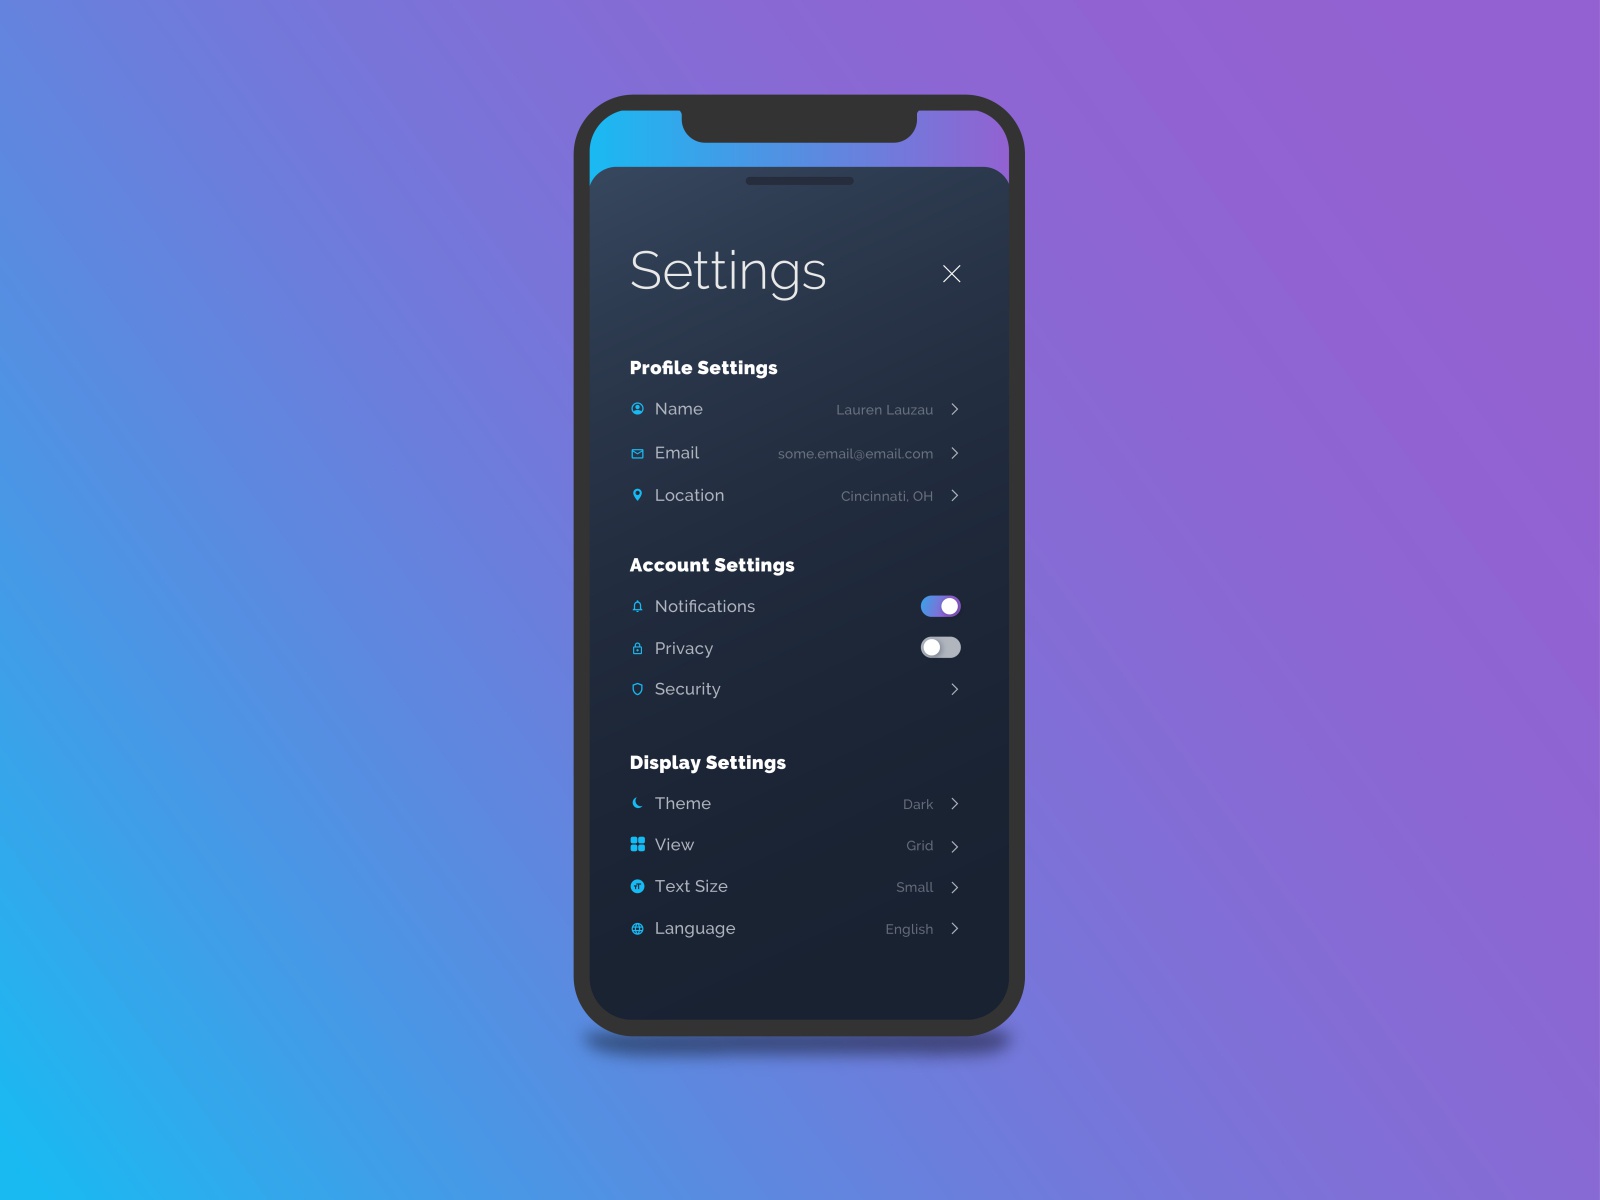 Settings
Profile Settings
Name Lauren Lauzau
Email some.email@email.com
Location Cincinnati, OH
Account Settings
Notifications
Privacy
Security
Display Settings
Theme Dark
View Grid
Text Size Small
Language English